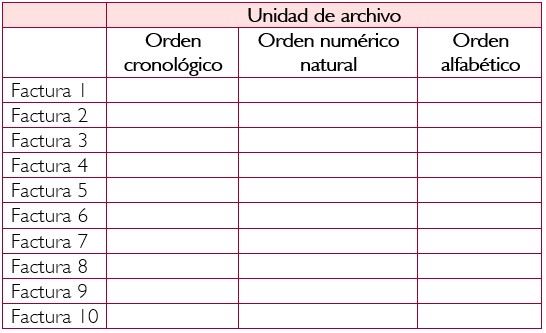 Unidad de archivo
Orden cronológico
Orden numérico natural
Orden alfabético
Factura 1
Factura 2
Factura 3
Factura 4
Factura 5
Factura 6
Factura 7
Factura 8
Factura 9
Factura 10